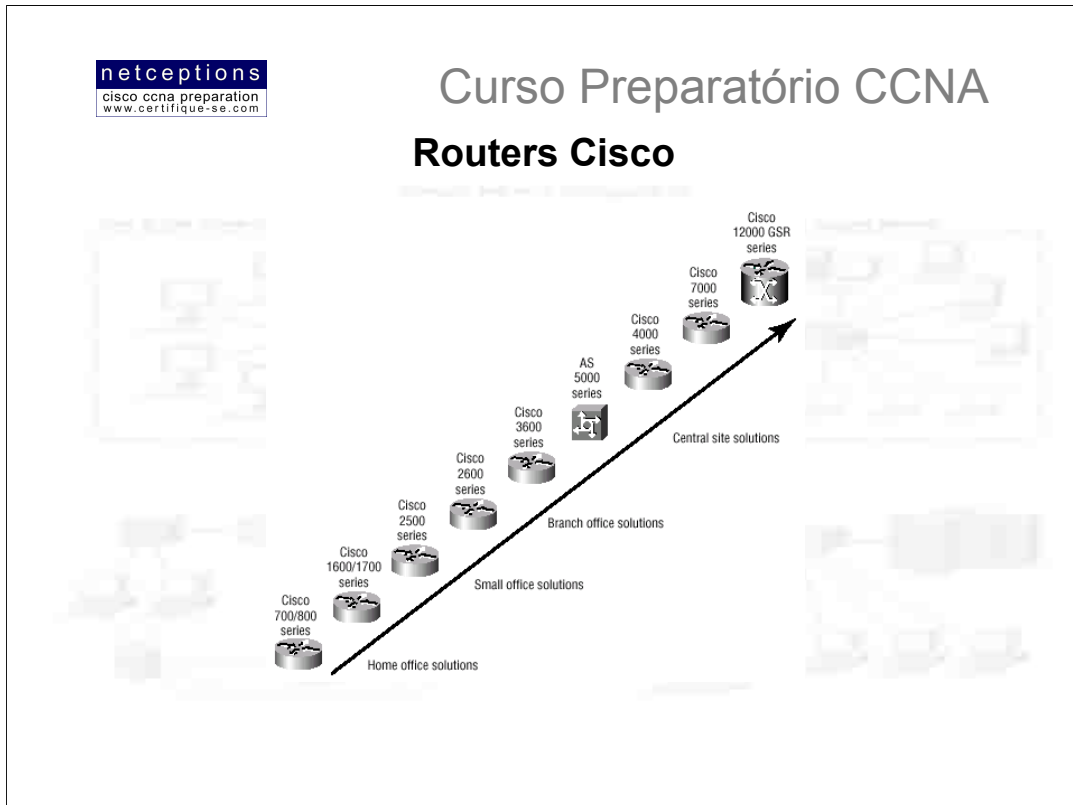 netceptions
cisco ccna preparation
www.certifique-se.com
Curso Preparatório CCNA
Routers Cisco
Cisco
12000 GSR
series
Cisco
7000
series
Cisco
4000
series
AS
5000
series
Cisco
3600
series
Cisco
2600
series
Cisco
2500
series
Cisco
1600/1700
series
Cisco
700/800
series
Central site solutions
Branch office solutions
Small office solutions
Home office solutions